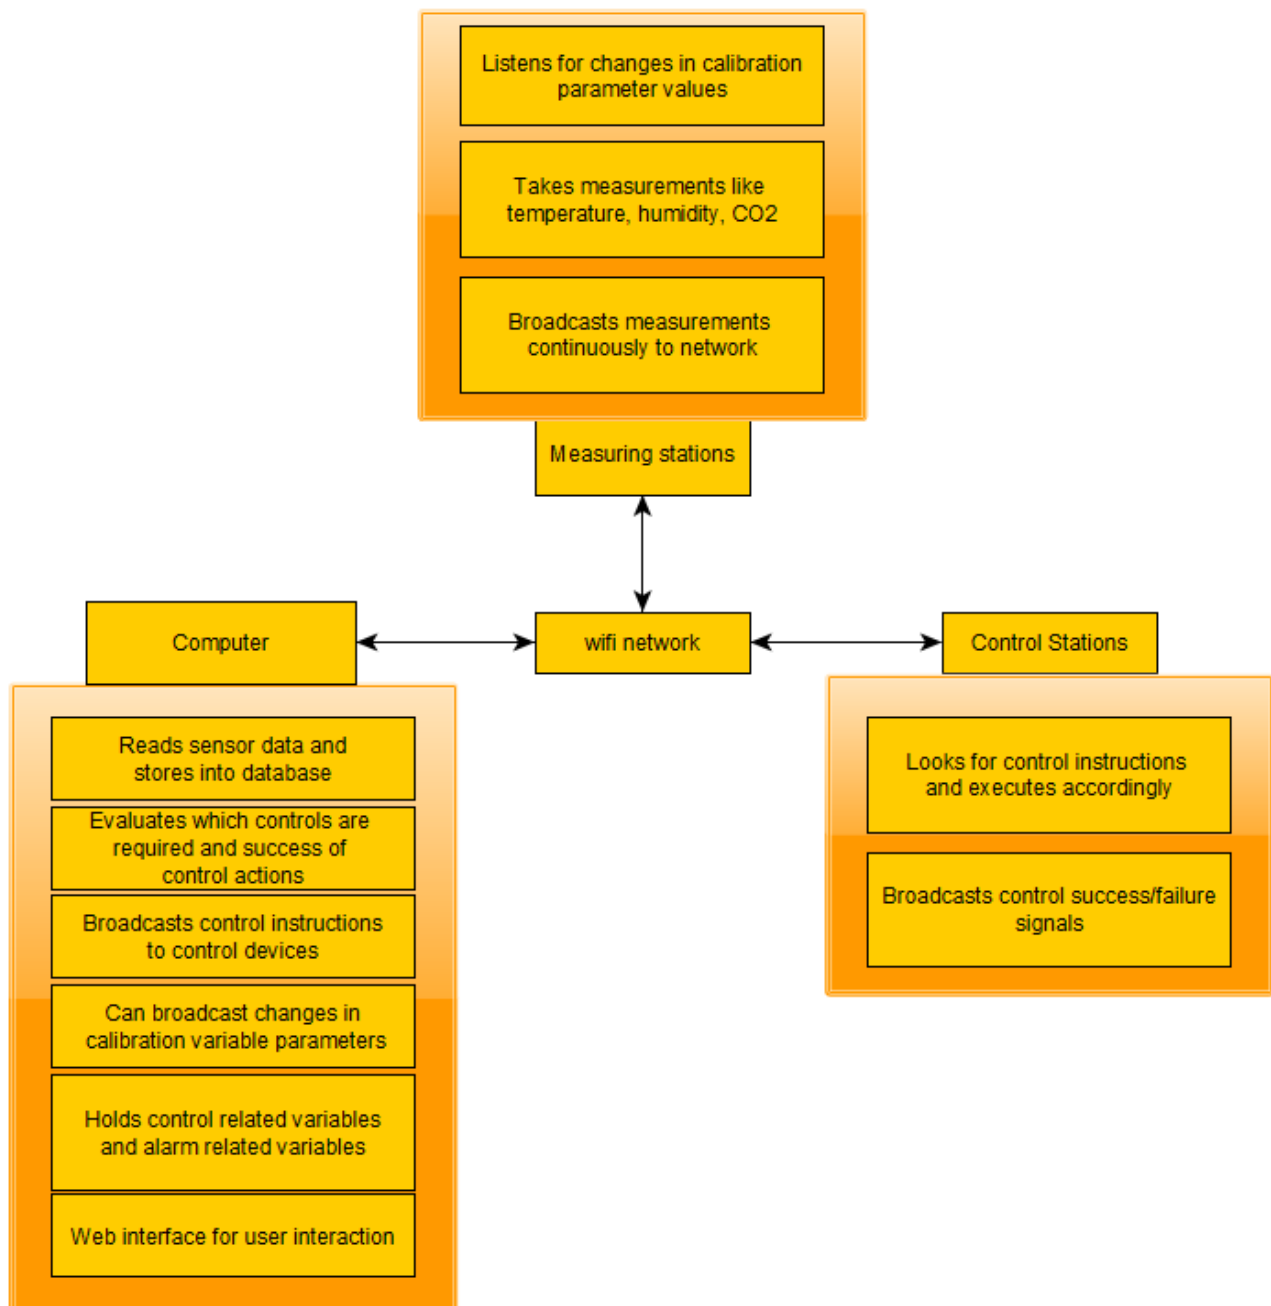 Listens for changes in calibration
parameter values
Takes measurements like
temperature, humidity, CO2
Broadcasts measurements
continuously to network
Measuring stations
Computer
wifi network
Control Stations
Reads sensor data and
stores into database
Evaluates which controls are
required and success of
control actions
Broadcasts control instructions
to control devices
Can broadcast changes in
calibration variable parameters
Holds control related variables
and alarm related variables
Web interface for user interaction
Looks for control instructions
and executes accordingly
Broadcasts control success/failure
signals